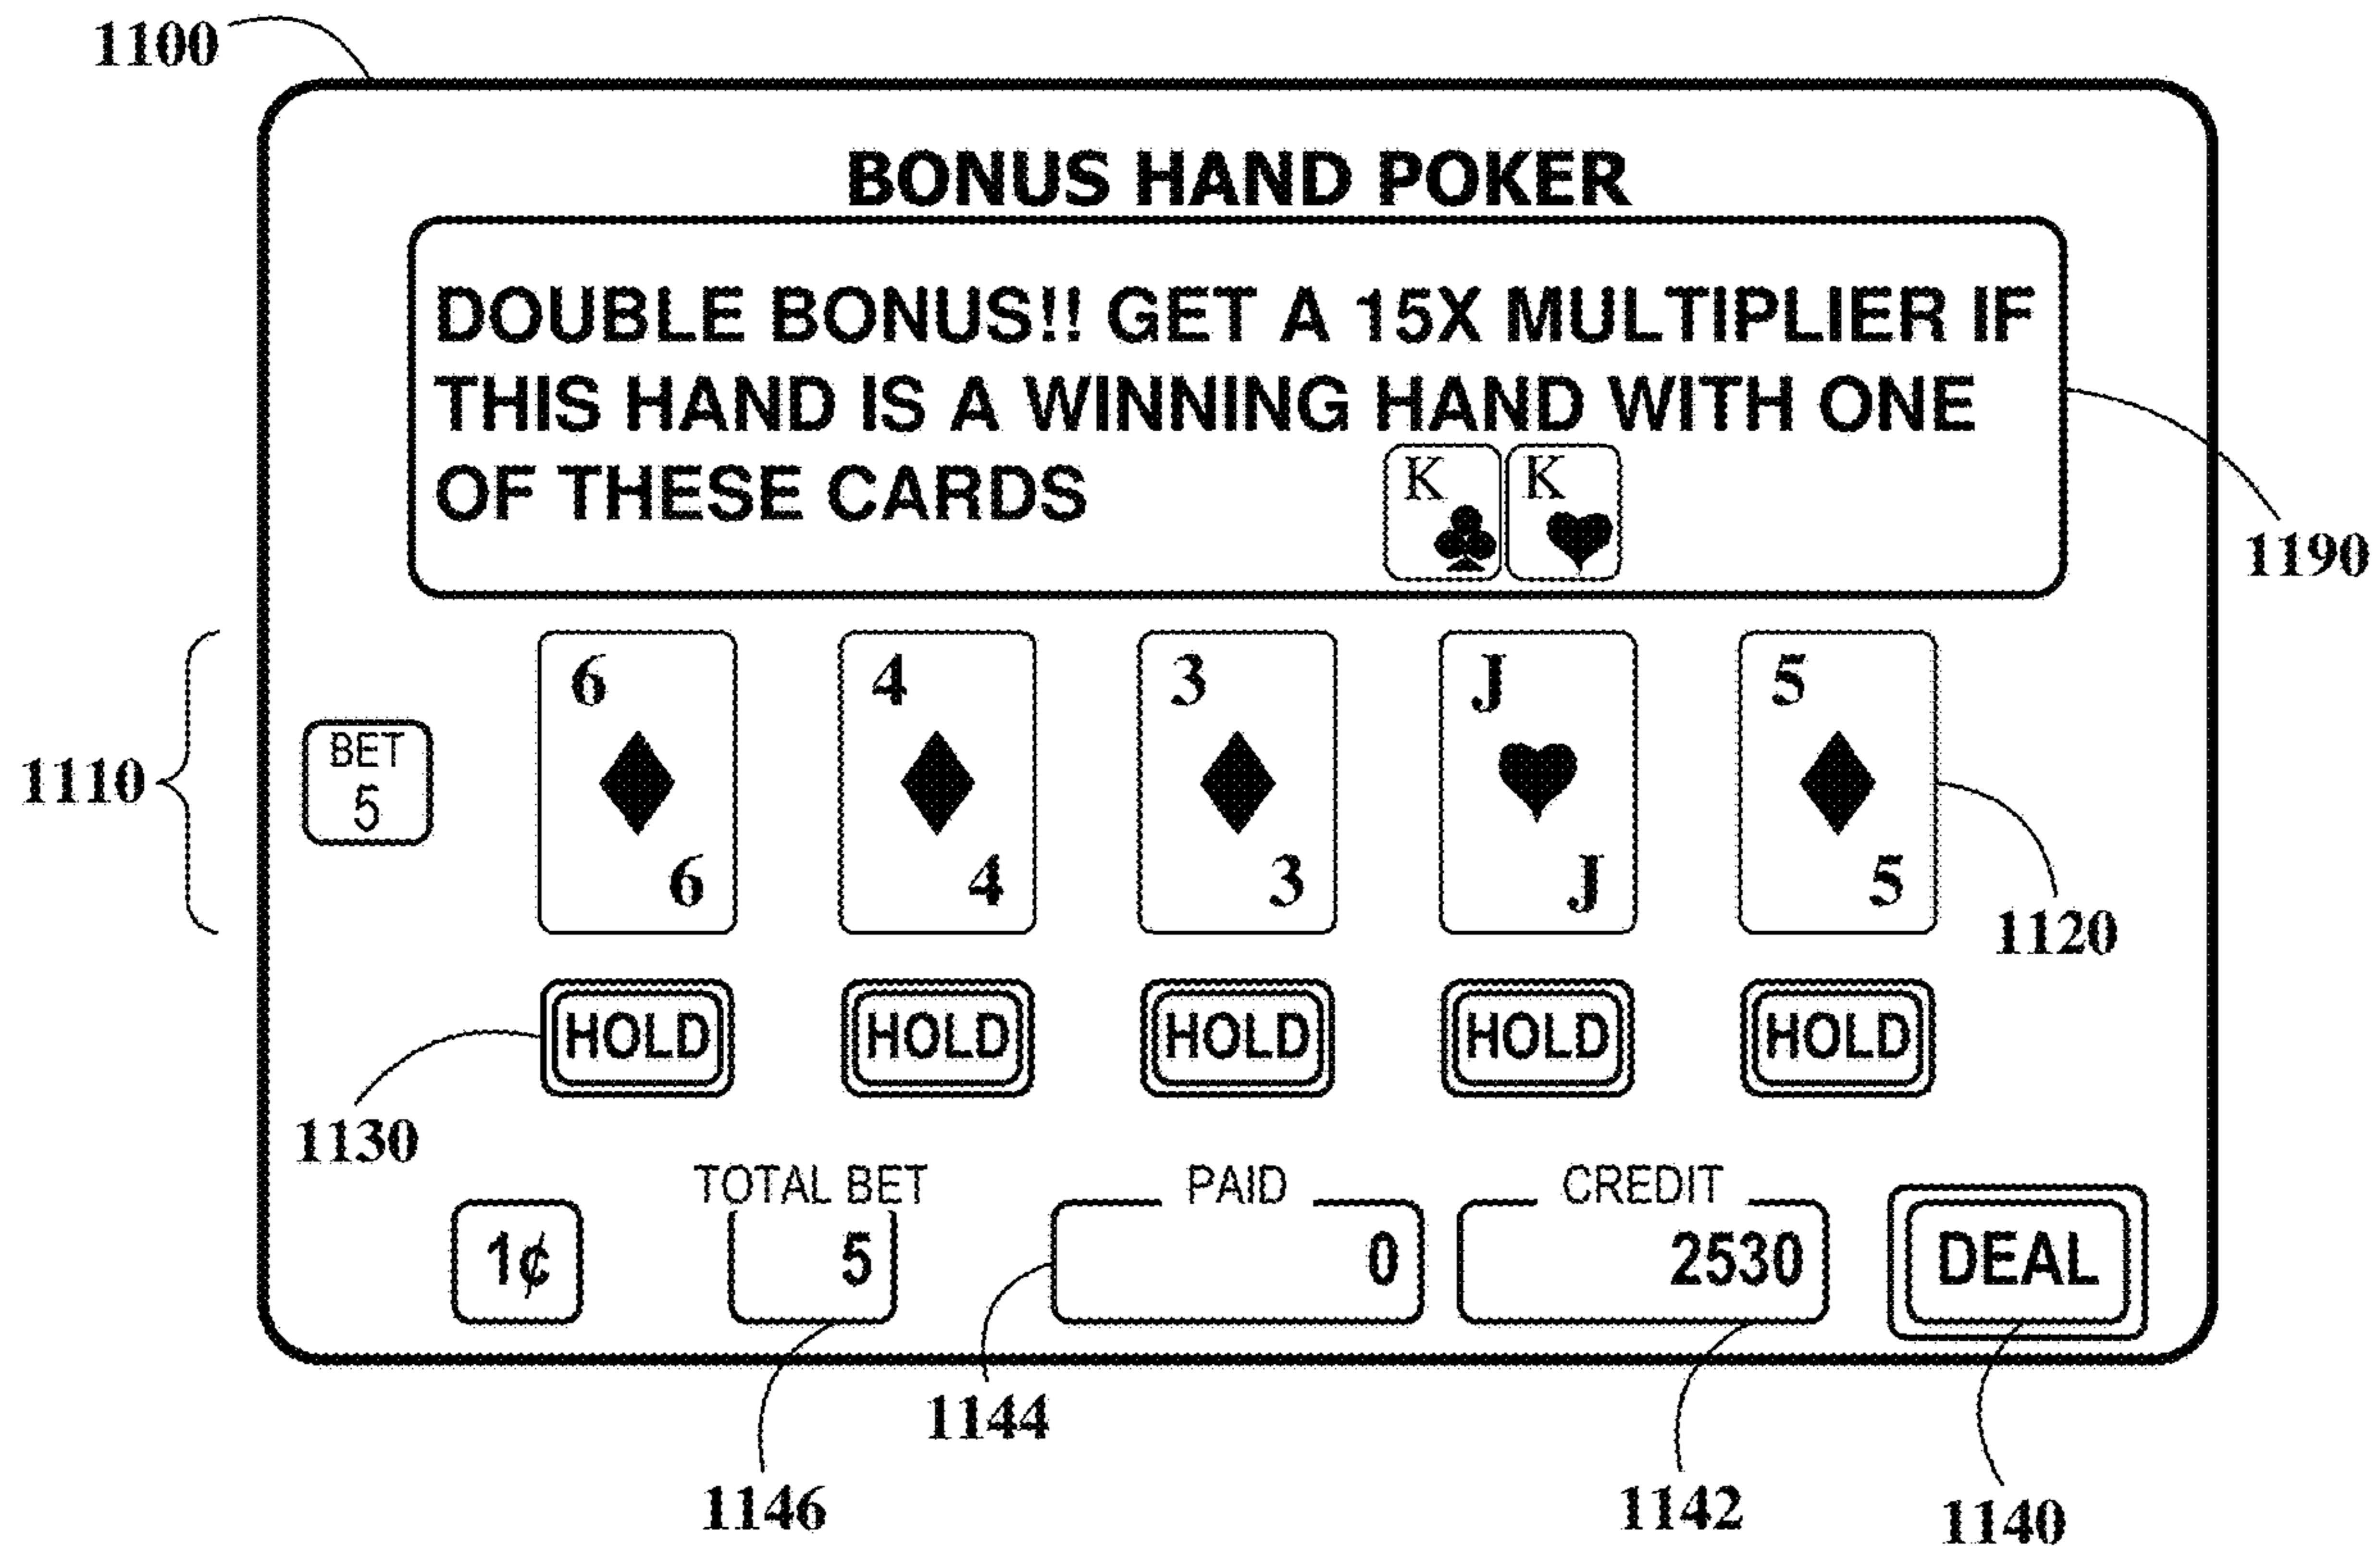 1100
BONUS HAND POKER
DOUBLE BONUS!! GET A 15X MULTIPLIER IF
THIS HAND IS A WINNING HAND WITH ONE
OF THESE CARDS K K
1190
6 4 3 J 5
BET
5
1110
6 4 3 J 5
1120
HOLD HOLD HOLD HOLD HOLD
1130
TOTAL BET PAID CREDIT
1¢ 5 0 2530 DEAL
1144
1146 1142 1140